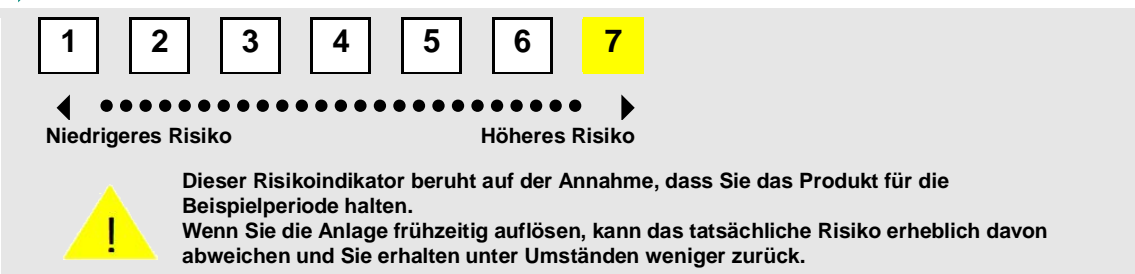 1 2 3 4 5 6 7
Niedrigeres Risiko Höheres Risiko
Dieser Risikoindikator beruht auf der Annahme, dass Sie das Produkt für die
Beispielperiode halten.
! Wenn Sie die Anlage frühzeitig auflösen, kann das tatsächliche Risiko erheblich davon
abweichen und Sie erhalten unter Umständen weniger zurück.